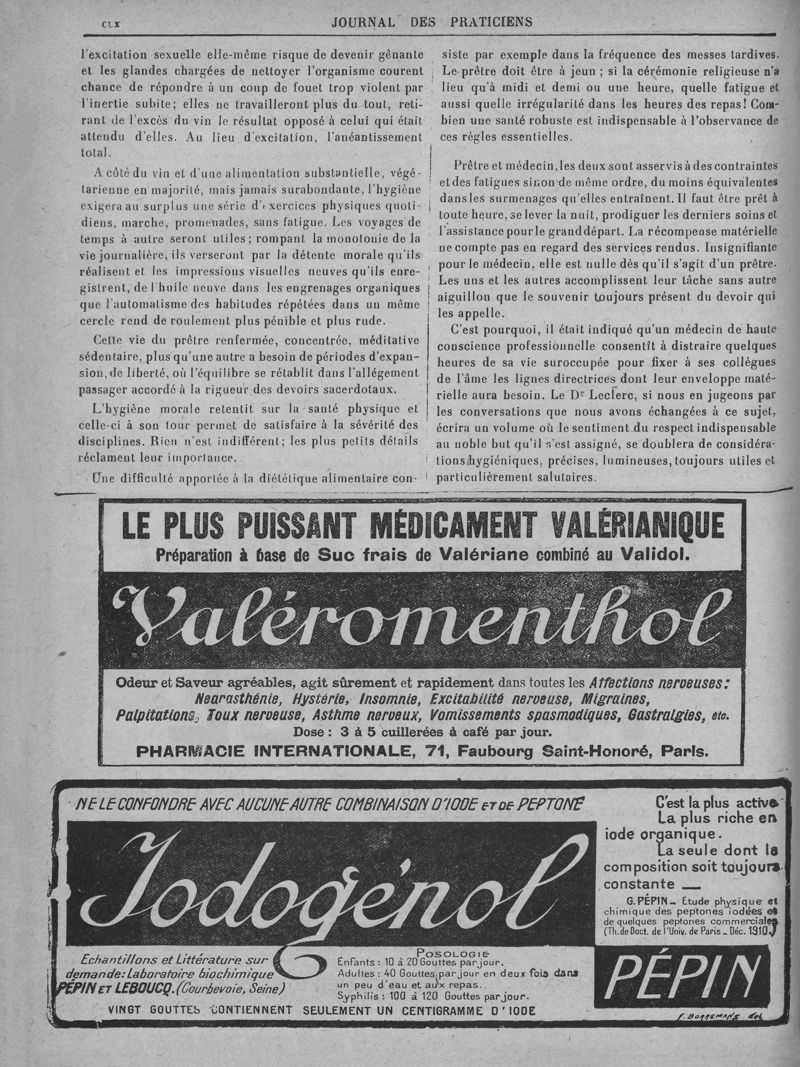 CLX
JOURNAL DES PRATICIENS
l'excitation sexuelle elle-même risque de devenir gênante
et les glandes chargées de nettoyer l'organisme courent
chance de répondre à un coup de fouet trop violent par
l'inertie subite; elles ne travailleront plus du tout, reti-
rant de l'excès du vin le résultat opposé à celui qui était
attendu d'elles. Au lieu d'excitation, l'anéantissement
total.
A côté du vin et d'une alimentation substantielle, végé-
tarienne en majorité, mais jamais surabondante, l'hygiène
exigera au surplus une série d'exercices physiques quoti-
diens, marche, promenades, sans fatigue. Les voyages de
temps à autre seront utiles; rompant la monotonie de la
vie journalière, ils verseront par la détente morale qu'ils
réalisent et les impressions visuelles neuves qu'ils enre-
gistrent, de l'huile neuve dans les engrenages organiques
que l'automatisme des habitudes répétées dans un même
cercle rend de roulement plus pénible et plus rude.
Cette vie du prêtre renfermée, concentrée, méditative
sédentaire, plus qu'une autre a besoin de périodes d'expan-
sion, de liberté, où l'équilibre se rétablit dans l'allégement
passager accordé à la rigueur des devoirs sacerdotaux.
L'hygiène morale retentit sur la santé physique et
celle-ci à son tour permet de satisfaire à la sévérité des
disciplines. Rien n'est indifférent; les plus petits détails
réclament leur importance.
Une difficulté apportée à la diététique alimentaire con-
siste par exemple dans la fréquence des messes tardives.
Le prêtre doit être à jeun; si la cérémonie religieuse n'a
lieu qu'à midi et demi ou une heure, quelle fatigue et
aussi quelle irrégularité dans les heures des repas! Com-
bien une santé robuste est indispensable à l'observance de
ces règles essentielles.
Prêtre et médecin, les deux sont asservis à des contraintes
et des fatigues sinon de même ordre, du moins équivalentes
dans les surmenages qu'elles entraînent. Il faut être prêt à
toute heure, se lever la nuit, prodiguer les derniers soins et
l'assistance pour le grand départ. La récompense matérielle
ne compte pas en regard des services rendus. Insignifiante
pour le médecin, elle est nulle dès qu'il s'agit d'un prêtre.
Les uns et les autres accomplissent leur tâche sans autre
aiguillon que le souvenir toujours présent du devoir qui
les appelle.
C'est pourquoi, il était indiqué qu'un médecin de haute
conscience professionnelle consentît à distraire quelques
heures de sa vie suroccupée pour fixer à ses collègues
de l'âme les lignes directrices dont leur enveloppe maté-
rielle aura besoin. Le Dr Leclerc, si nous en jugeons par
les conversations que nous avons échangées à ce sujet,
écrira un volume où le sentiment du respect indispensable
au noble but qu'il s'est assigné, se doublera de considéra-
tions hygiéniques, précises, lumineuses, toujours utiles et
particulièrement salutaires.
LE PLUS PUISSANT MÉDICAMENT VALÉRIANIQUE
Préparation à base de Suc frais de Valériane combiné au Validol.
Valéromenthol
Odeur et Saveur agréables, agit sûrement et rapidement dans toutes les Affections nerveuses:
Nearasthénie, Hystérie, Insomnie, Excitabilité nerveuse, Migraines,
Palpitations, Toux nerveuse, Asthme nerveux, Vomissements spasmodiques, Gastralgies, etc.
Dose : 3 à 5 cuillerées à café par jour.
PHARMACIE INTERNATIONALE, 71, Faubourg Saint-Honoré, Paris.
NE LE CONFONDRE AVEC AUCUNE AUTRE COMBINAISON D'IODE ET DE PEPTONE
Iodogénol
C'est la plus active
La plus riche en
iode organique.
La seule dont la
composition soit toujours
constante —
G. PÉPIN _ Étude physique et
chimique des peptones iodées et
de quelques peptones commerciales
(Th. de Doct. de l'Univ. de Paris _ Déc. 1910.)
PÉPIN
Echantillons et Littérature sur
demande: Laboratoire biochimique
PÉPIN ET LEBOUCQ. (Courbevoie, Seine)
POSOLOGIE
Enfants : 10 à 20 Gouttes par jour.
Adultes : 40 Gouttes par jour en deux fois dans
un peu d'eau et aux repas.
Syphilis : 100 à 120 Gouttes par jour.
VINGT GOUTTES CONTIENNENT SEULEMENT UN CENTIGRAMME D'IODE